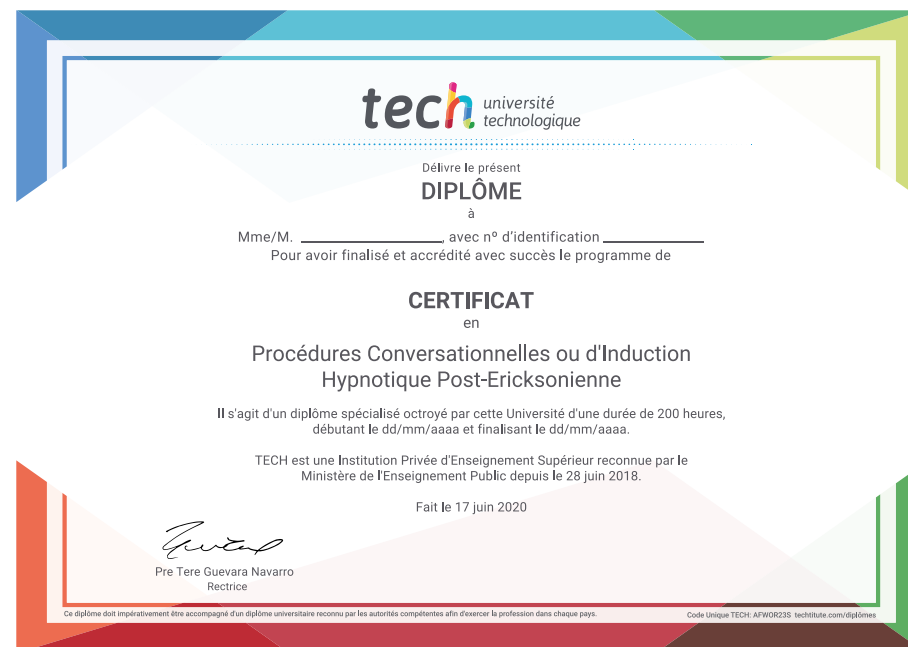 tech université
technologique
Délivre le présent
DIPLÔME
à
Mme/M. ____________________, avec nº d'identification ______________
Pour avoir finalisé et accrédité avec succès le programme de
CERTIFICAT
en
Procédures Conversationnelles ou d'Induction
Hypnotique Post-Ericksonienne
Il s'agit d'un diplôme spécialisé octroyé par cette Université d'une durée de 200 heures,
débutant le dd/mm/aaaa et finalisant le dd/mm/aaaa.
TECH est une Institution Privée d'Enseignement Supérieur reconnue par le
Ministère de l'Enseignement Public depuis le 28 juin 2018.
Fait le 17 juin 2020
Pre Tere Guevara Navarro
Rectrice
Ce diplôme doit impérativement être accompagné d'un diplôme universitaire reconnu par les autorités compétentes afin d'exercer la profession dans chaque pays.
Code Unique TECH: AFWOR23S techtitute.com/diplômes